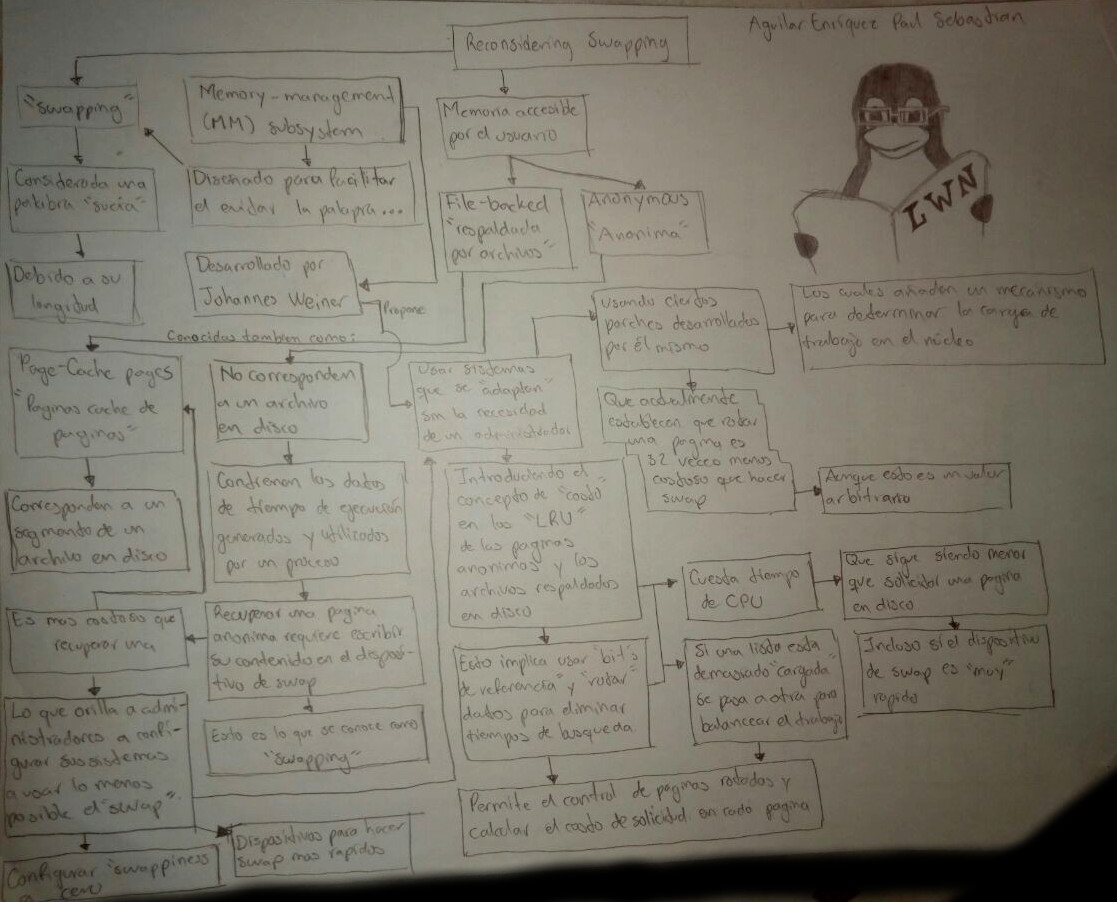 Aguilar Enriquez Paul Sebastian
Reconsidering Swapping
"swapping"
Memory-management
(MM) subsystem
Memoria accesible
por el usuario
Considerada una
palabra "sucia"
Diseñado para facilitar
el evidar la palapra...
File-backed
"respaldada
por archivos"
Anonymous
"Anonima"
LWN
Debido a su
longitud
Desarrollado por
Johannes Weiner
Propone
Usando ciertos
parches desarrollados
por él mismo
Los cuales añaden un mecanismo
para determinar la carga de
trabajo en el núcleo
Conocidas tambien como:
Page-Cache pages
"Paginas cache de
paginas"
No corresponden
a un archivo
en disco
Usar sistemas
que se "adapten"
sin la necesidad
de un administrador
Que actualmente
establecen que rotar
una pagina es
32 veces menos
costoso que hacer
swap
Aunque esto es un valor
arbitrario
Corresponden a un
segmento de un
archivo en disco
Contienen los datos
de tiempo de ejecución
generados y utilizados
por un proceso
Introduciendo el
concepto de "costo"
en los "LRU"
de las paginas
anonimas y los
archivos respaldados
en disco
Cuesta tiempo
de CPU
Que sigue siendo menor
que solicitar una pagina
en disco
Es mas costoso que
recuperar una
Recuperar una pagina
anonima requiere escribir
su contenido en el disposi-
tivo de swap
Esto implica usar "bit's
de referencia" y "rotar"
datos para eliminar
tiempos de busqueda
Si una lista esta
demasiado "cargada"
se pasa a otra para
balancear el trabajo
Incluso si el dispositivo
de swap es "muy"
rapido
Lo que orilla a admi-
nistradores a confi-
gurar sus sistemas
a usar lo menos
posible el "swap".
Esto es lo que se conoce como
"swapping"
Permite el control de paginas rotadas y
calcular el costo de solicitud en cada pagina
Dispositivos para hacer
swap mas rapidos
Configurar "swappiness
a cero